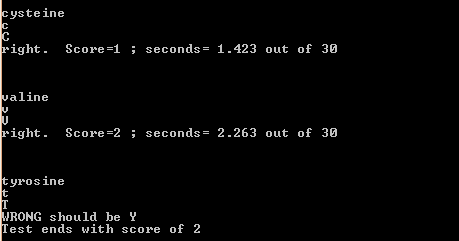 cysteine
c
C
right.  Score=1 ; seconds= 1.423 out of 30
valine
v
V
right.  Score=2 ; seconds= 2.263 out of 30
tyrosine
t
T
WRONG should be Y
Test ends with score of 2